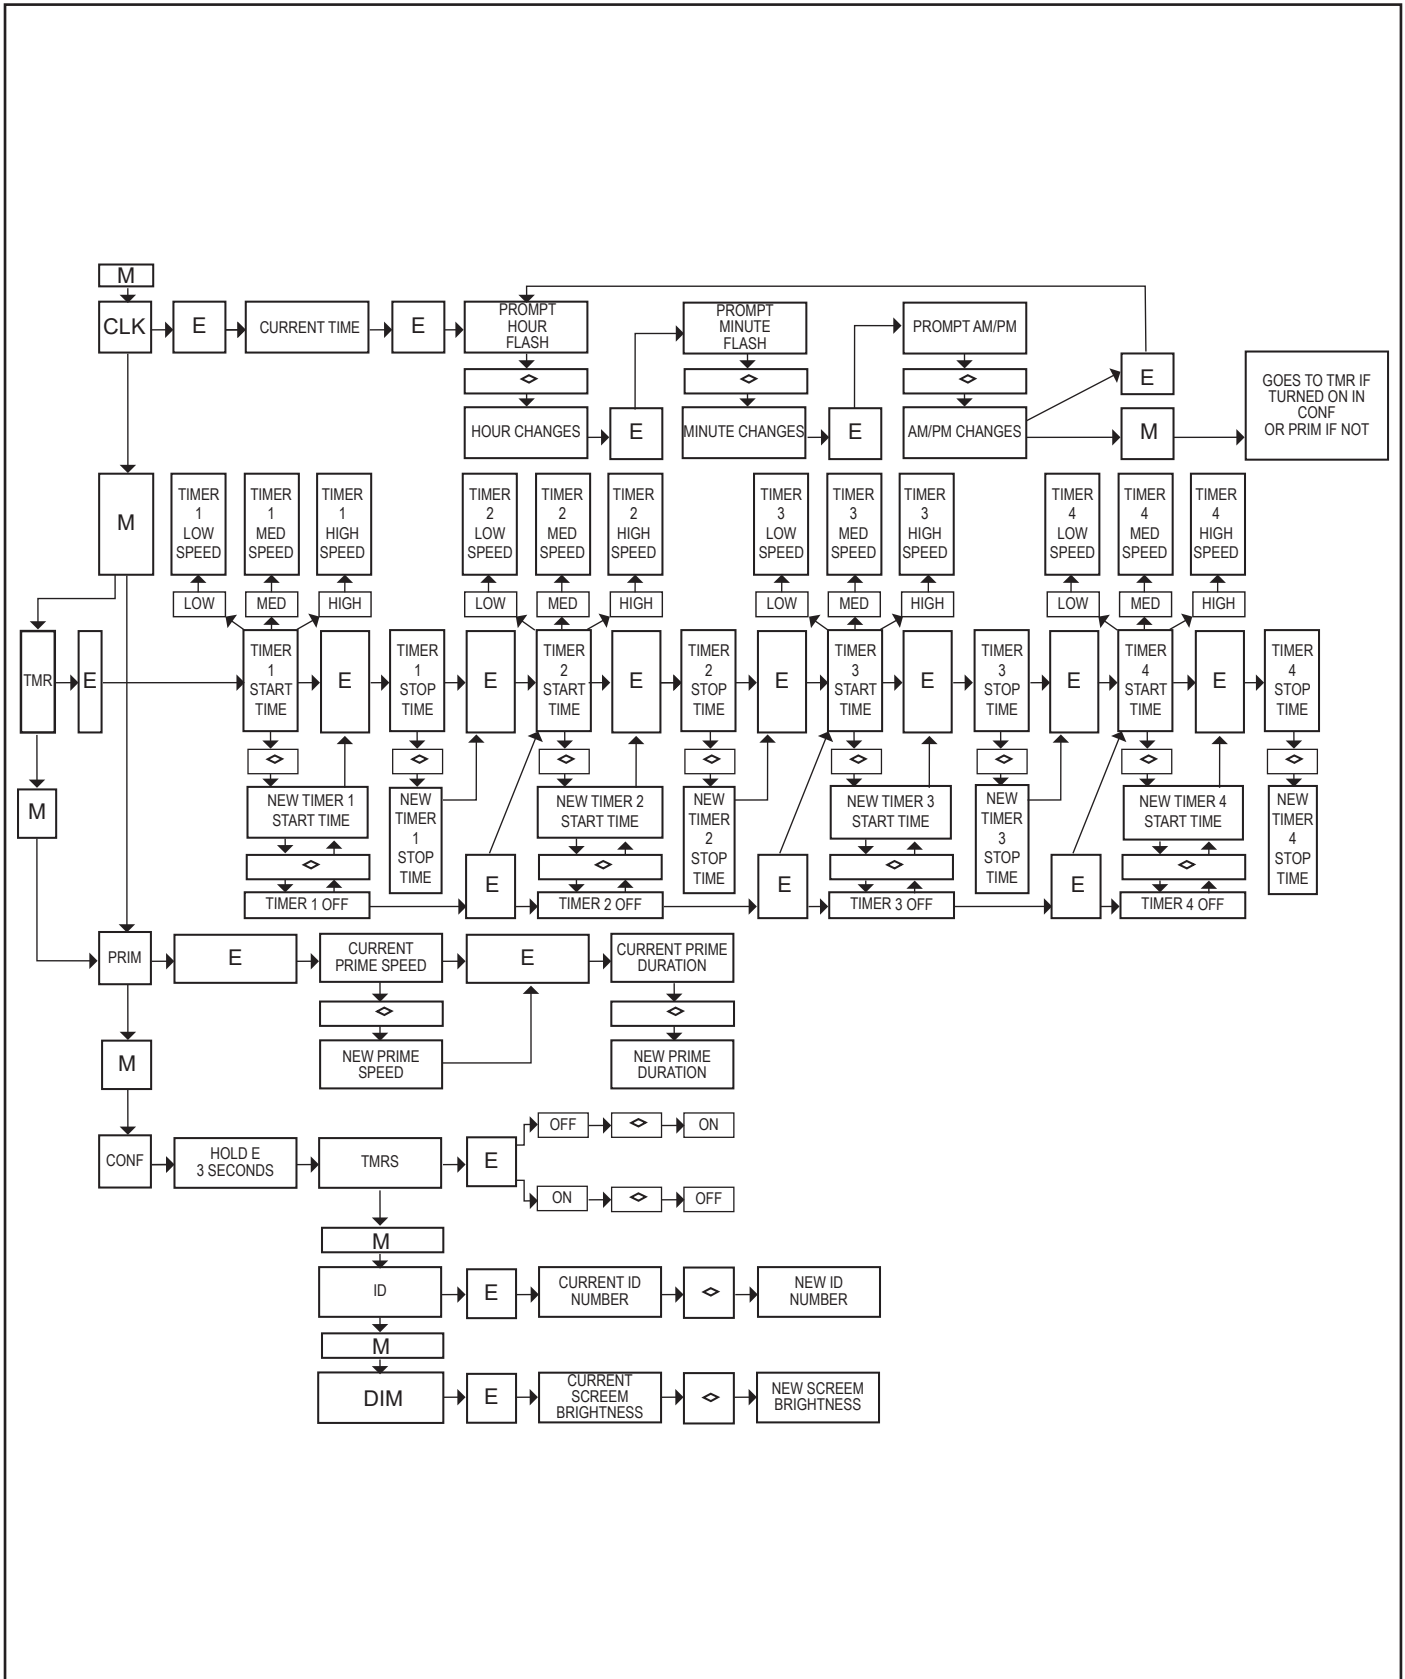 M
CLK
E
CURRENT TIME
E
PROMPT
HOUR
FLASH
PROMPT
MINUTE
FLASH
PROMPT AM/PM
HOUR CHANGES
E
MINUTE CHANGES
E
AM/PM CHANGES
E
M
GOES TO TMR IF
TURNED ON IN
CONF
OR PRIM IF NOT
M
TIMER
1
LOW
SPEED
TIMER
1
MED
SPEED
TIMER
1
HIGH
SPEED
TIMER
2
LOW
SPEED
TIMER
2
MED
SPEED
TIMER
2
HIGH
SPEED
TIMER
3
LOW
SPEED
TIMER
3
MED
SPEED
TIMER
3
HIGH
SPEED
TIMER
4
LOW
SPEED
TIMER
4
MED
SPEED
TIMER
4
HIGH
SPEED
LOW
MED
HIGH
LOW
MED
HIGH
LOW
MED
HIGH
LOW
MED
HIGH
TMR
E
TIMER
1
START
TIME
E
TIMER
1
STOP
TIME
E
TIMER
2
START
TIME
E
TIMER
2
STOP
TIME
E
TIMER
3
START
TIME
E
TIMER
3
STOP
TIME
E
TIMER
4
START
TIME
E
TIMER
4
STOP
TIME
M
NEW TIMER 1
START TIME
NEW
TIMER
1
STOP
TIME
NEW TIMER 2
START TIME
NEW
TIMER
2
STOP
TIME
NEW TIMER 3
START TIME
NEW
TIMER
3
STOP
TIME
NEW TIMER 4
START TIME
NEW
TIMER
4
STOP
TIME
TIMER 1 OFF
E
TIMER 2 OFF
E
TIMER 3 OFF
E
TIMER 4 OFF
PRIM
E
CURRENT
PRIME SPEED
E
CURRENT PRIME
DURATION
M
NEW PRIME
SPEED
NEW PRIME
DURATION
CONF
HOLD E
3 SECONDS
TMRS
E
OFF
ON
ON
OFF
M
ID
E
CURRENT ID
NUMBER
NEW ID
NUMBER
M
DIM
E
CURRENT
SCREEM
BRIGHTNESS
NEW SCREEM
BRIGHTNESS